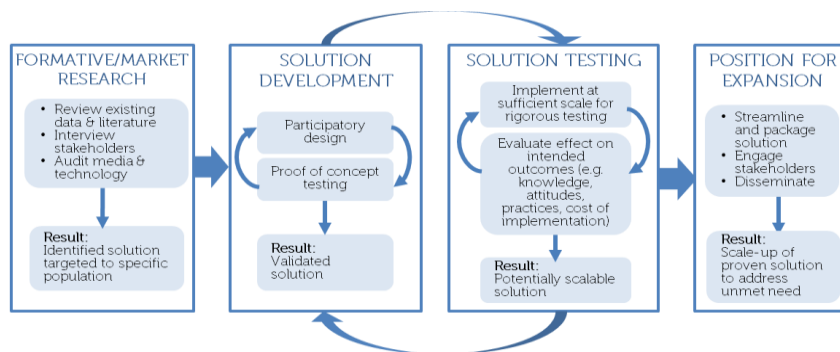 FORMATIVE/MARKET
RESEARCH
• Review existing
data & literature
• Interview
stakeholders
• Audit media &
technology
Result:
Identified solution
targeted to specific
population
SOLUTION
DEVELOPMENT
Participatory
design
Proof of concept
testing
Result:
Validated
solution
SOLUTION TESTING
Implement at
sufficient scale for
rigorous testing
Evaluate effect on
intended
outcomes (e.g.
knowledge,
attitudes,
practices, cost of
implementation)
Result:
Potentially scalable
solution
POSITION FOR
EXPANSION
• Streamline
and package
solution
• Engage
stakeholders
• Disseminate
Result:
Scale-up of
proven solution
to address
unmet need